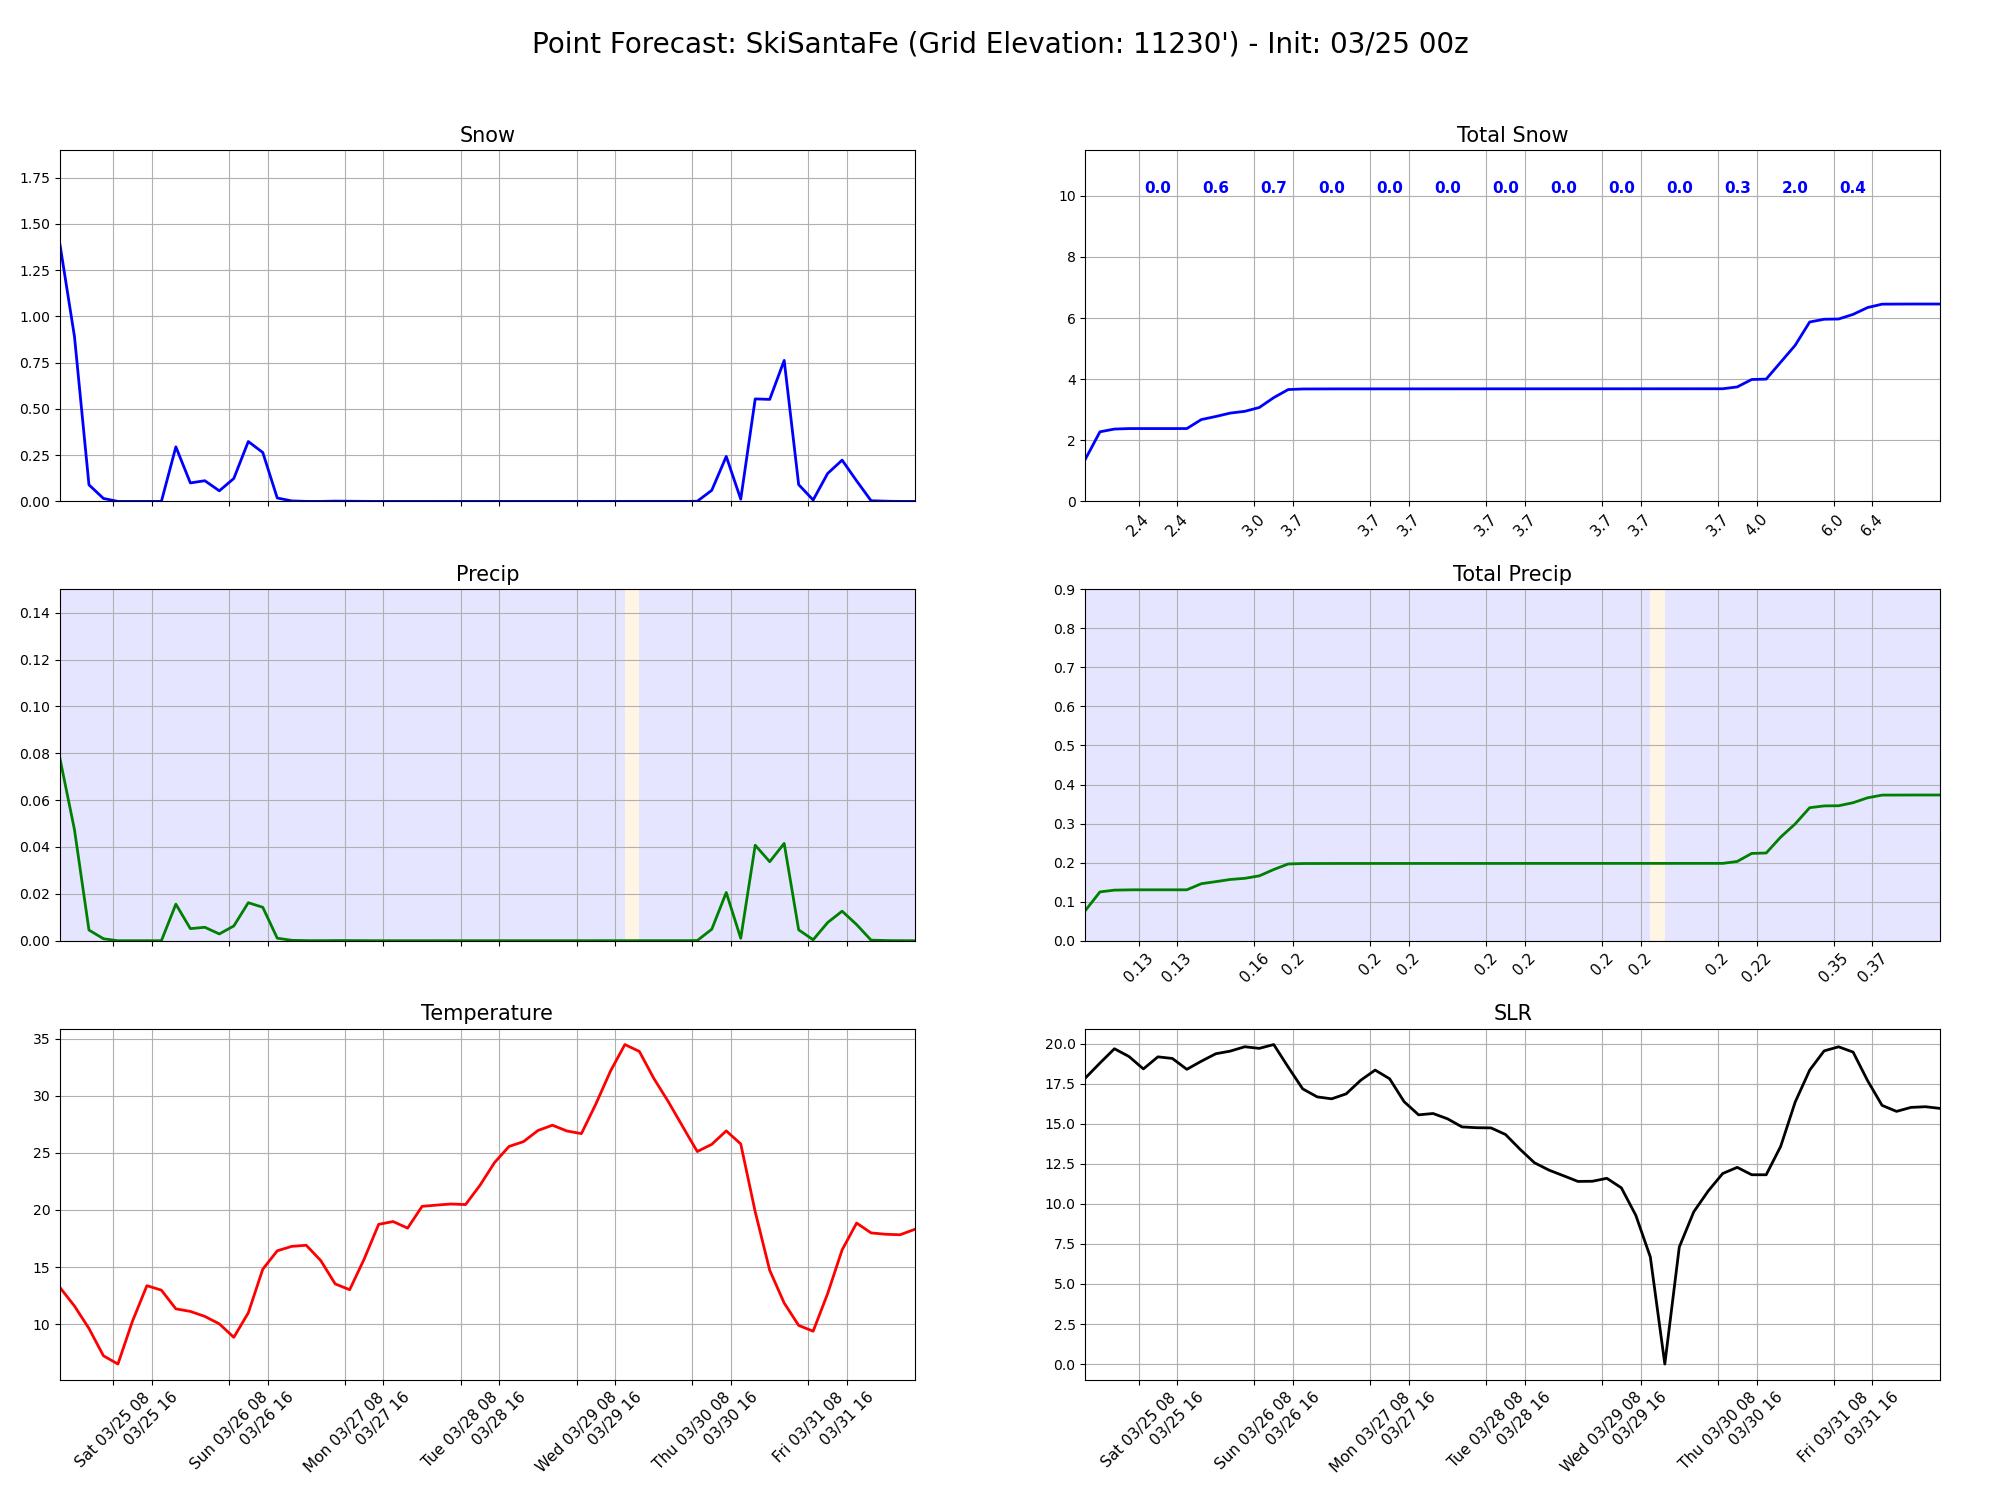 Point Forecast: SkiSantaFe (Grid Elevation: 11230') - Init: 03/25 00z
Snow
1.75
1.50
1.25
1.00
0.75
0.50
0.25
0.00
Total Snow
0.0 0.6 0.7 0.0 0.0 0.0 0.0 0.0 0.0 0.0 0.3 2.0 0.4
10
8
6
4
2
0
2.4 2.4 3.0 3.7 3.7 3.7 3.7 3.7 3.7 3.7 3.7 4.0 6.0 6.4
Precip
0.14
0.12
0.10
0.08
0.06
0.04
0.02
0.00
Total Precip
0.9
0.8
0.7
0.6
0.5
0.4
0.3
0.2
0.1
0.0
0.13 0.13 0.16 0.2 0.2 0.2 0.2 0.2 0.2 0.2 0.2 0.22 0.35 0.37
Temperature
35
30
25
20
15
10
Sat 03/25 08
03/25 16
Sun 03/26 08
03/26 16
Mon 03/27 08
03/27 16
Tue 03/28 08
03/28 16
Wed 03/29 08
03/29 16
Thu 03/30 08
03/30 16
Fri 03/31 08
03/31 16
SLR
20.0
17.5
15.0
12.5
10.0
7.5
5.0
2.5
0.0
Sat 03/25 08
03/25 16
Sun 03/26 08
03/26 16
Mon 03/27 08
03/27 16
Tue 03/28 08
03/28 16
Wed 03/29 08
03/29 16
Thu 03/30 08
03/30 16
Fri 03/31 08
03/31 16